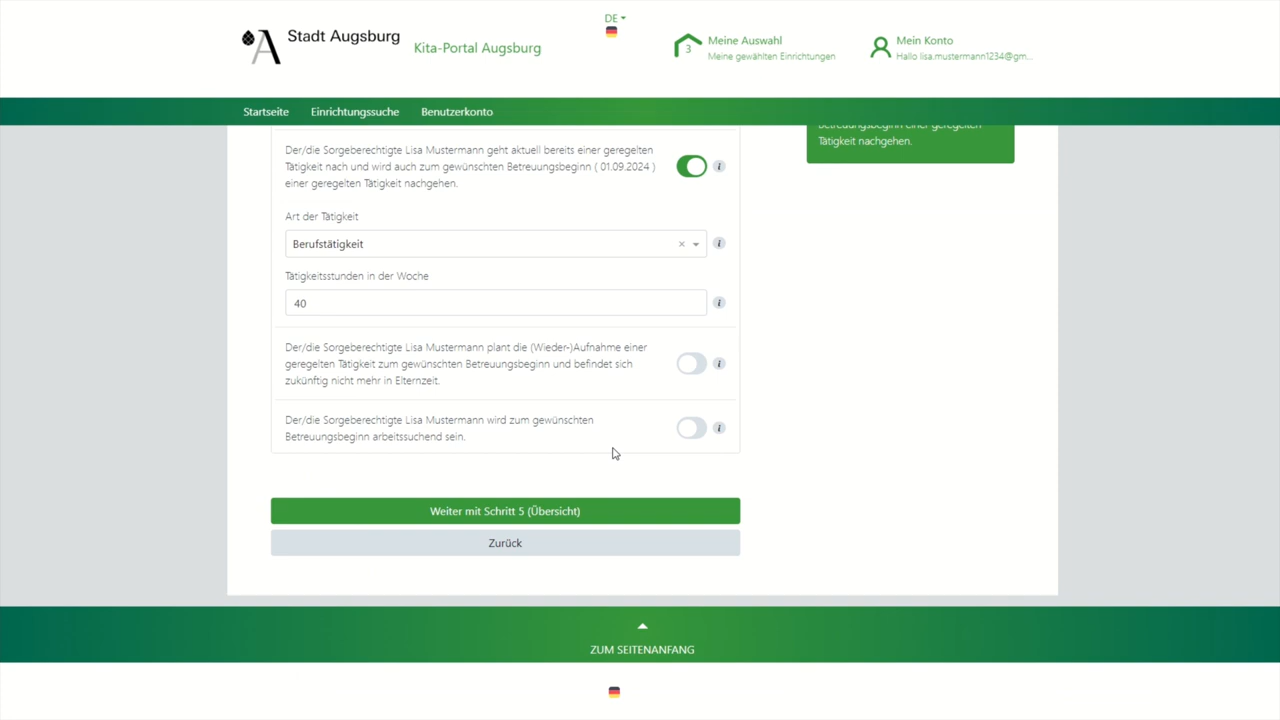 DE
Stadt Augsburg
Kita-Portal Augsburg
3
Meine Auswahl
Meine gewählten Einrichtungen
Mein Konto
Hallo lisa.mustermann1234@gm...
Startseite
Einrichtungssuche
Benutzerkonto
Betreuungsbeginn einer geregelten
Tätigkeit nachgehen.
Der/die Sorgeberechtigte Lisa Mustermann geht aktuell bereits einer geregelten
Tätigkeit nach und wird auch zum gewünschten Betreuungsbeginn ( 01.09.2024 )
einer geregelten Tätigkeit nachgehen.
i
Art der Tätigkeit
Berufstätigkeit
×
i
Tätigkeitsstunden in der Woche
40
i
Der/die Sorgeberechtigte Lisa Mustermann plant die (Wieder-)Aufnahme einer
geregelten Tätigkeit zum gewünschten Betreuungsbeginn und befindet sich
zukünftig nicht mehr in Elternzeit.
i
Der/die Sorgeberechtigte Lisa Mustermann wird zum gewünschten
Betreuungsbeginn arbeitssuchend sein.
i
Weiter mit Schritt 5 (Übersicht)
Zurück
ZUM SEITENANFANG